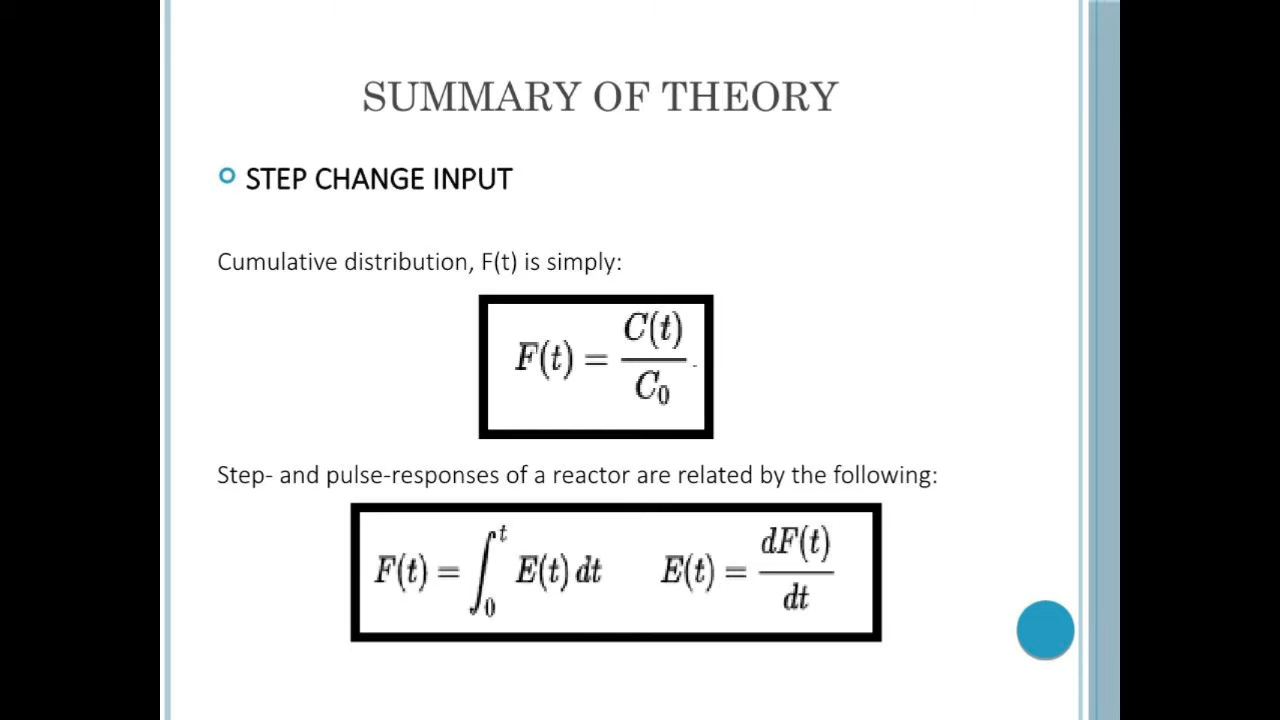 SUMMARY OF THEORY
STEP CHANGE INPUT
Cumulative distribution, F(t) is simply:
F(t) = C(t) / C₀
Step- and pulse-responses of a reactor are related by the following:
F(t) = ∫₀ᵗ E(t) dt    E(t) = dF(t) / dt